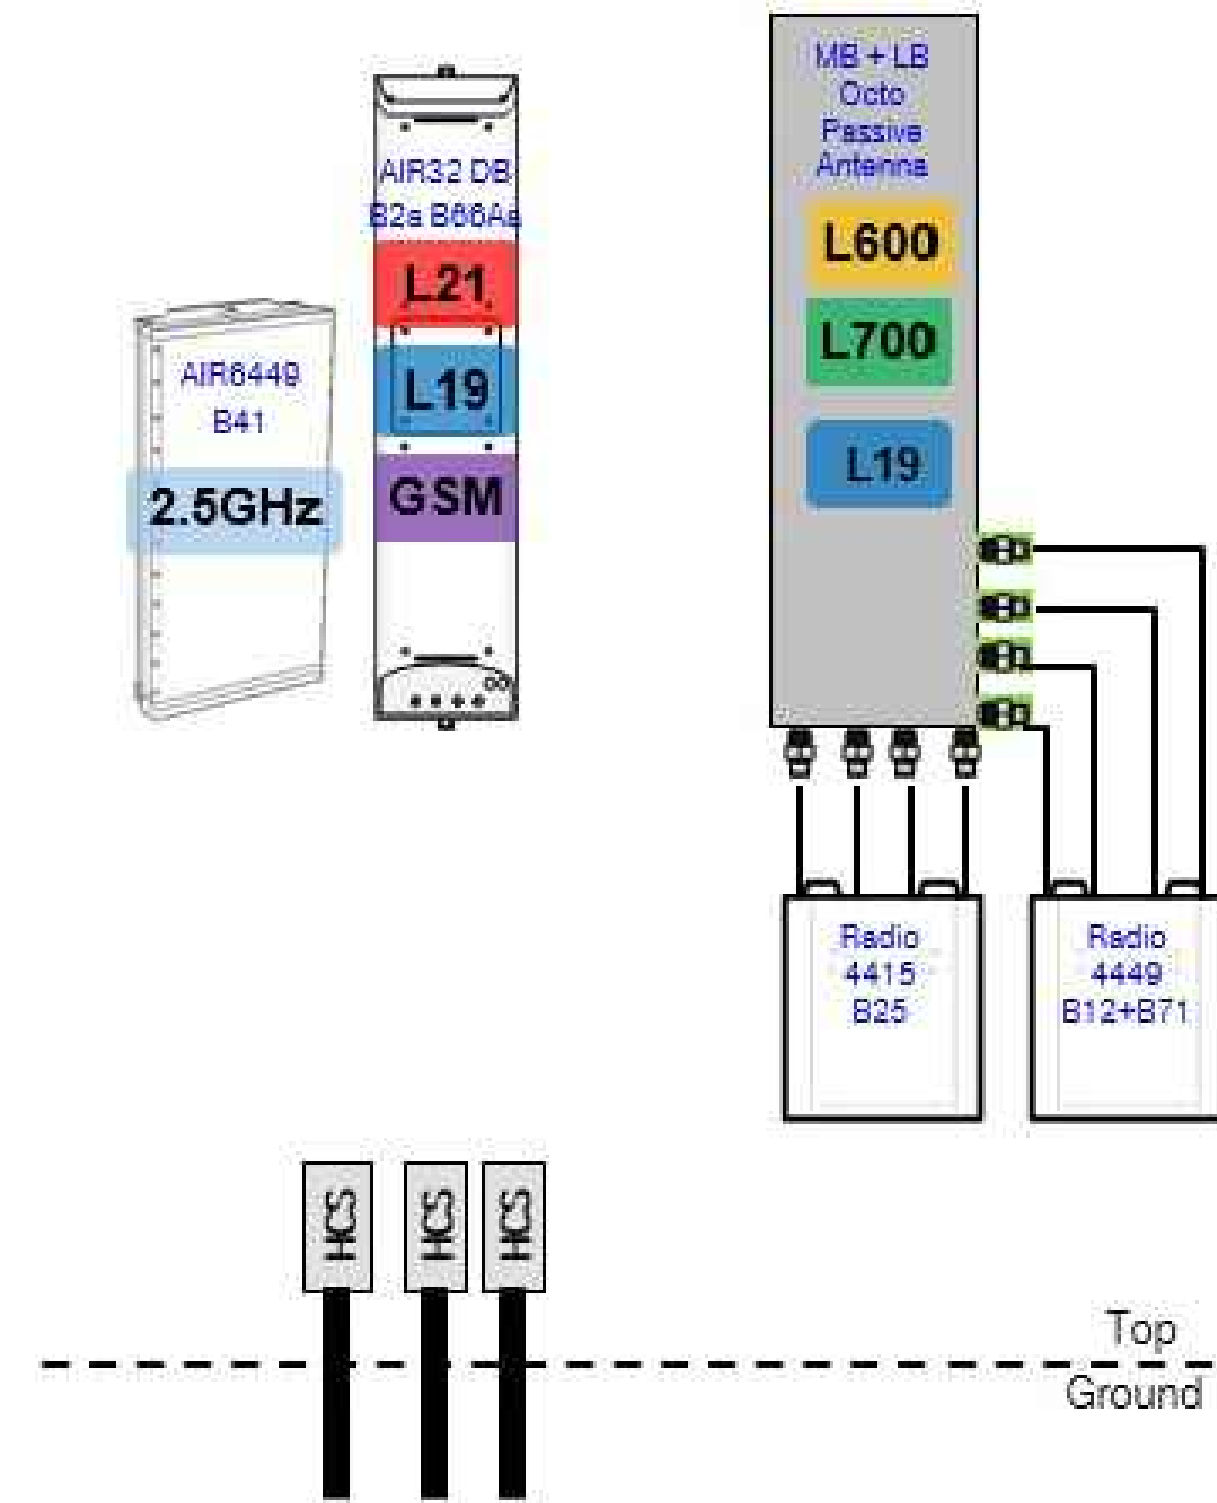 MB + LB
Octo
Passive
Antenna
L600
L700
L19
AIR32 DB
B2a B66Aa
L21
L19
GSM
AIR6449
B41
2.5GHz
Radio
4415
B25
Radio
4449
B12+B71
HCS
HCS
HCS
Top
Ground